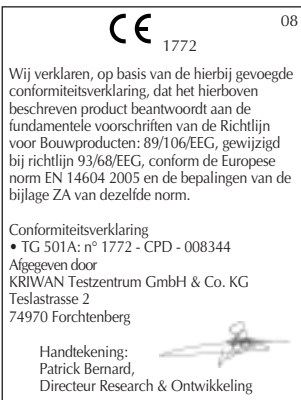 CE 08
1772
Wij verklaren, op basis van de hierbij gevoegde
conformiteitsverklaring, dat het hierboven
beschreven product beantwoordt aan de
fundamentele voorschriften van de Richtlijn
voor Bouwproducten: 89/106/EEG, gewijzigd
bij richtlijn 93/68/EEG, conform de Europese
norm EN 14604 2005 en de bepalingen van de
bijlage ZA van dezelfde norm.
Conformiteitsverklaring
• TG 501A: n° 1772 - CPD - 008344
Afgegeven door
KRIWAN Testzentrum GmbH & Co. KG
Teslastrasse 2
74970 Forchtenberg
Handtekening:
Patrick Bernard,
Directeur Research & Ontwikkeling